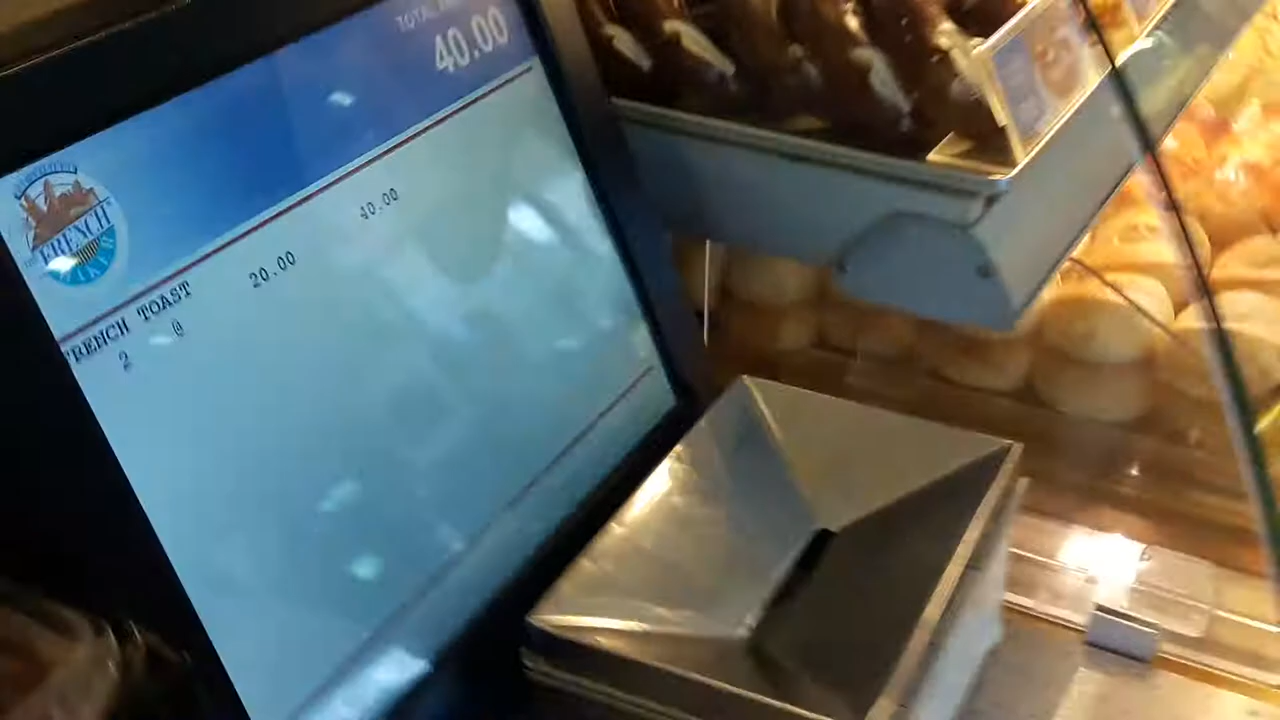 TOTAL
40.00
FRENCH
FRENCH TOAST
2 @ 20.00 40.00